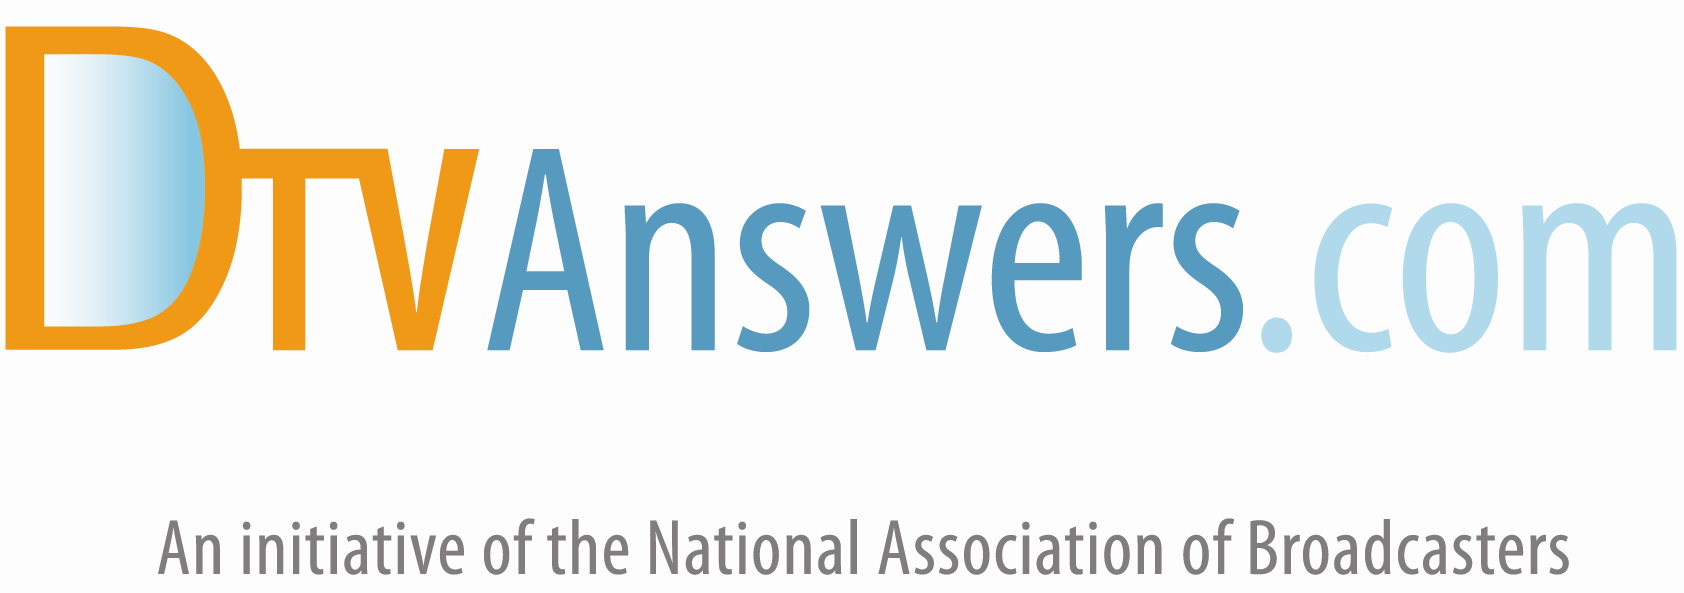 DTVAnswers.com
An initiative of the National Association of Broadcasters